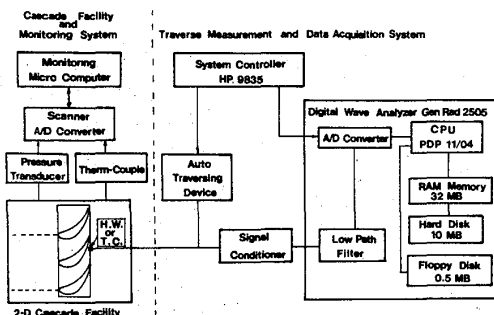 Cascade Facility
and
Monitoring System
Traverse Measurement and Data Acquisition System
Monitoring
Micro Computer
System Controller
HP. 9835
Scanner
A/D Converter
Digital Wave Analyzer Gen Rad 2505
A/D Converter
CPU
PDP 11/04
Pressure
Transducer
Therm-Couple
Auto
Traversing
Device
RAM Memory
32 MB
H.W.
or
T.C.
Signal
Conditioner
Low Path
Filter
Hard Disk
10 MB
Floppy Disk
0.5 MB
2-D Cascade Facility